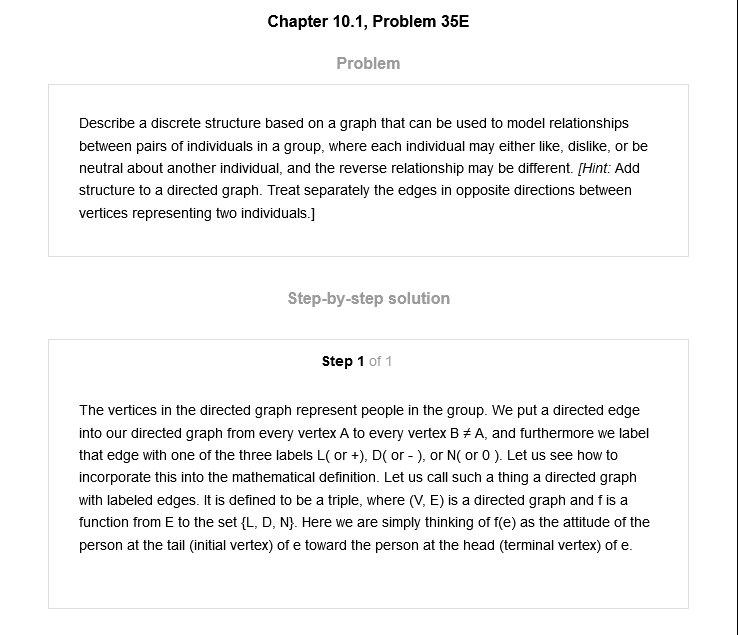 Chapter 10.1, Problem 35E
Problem
Describe a discrete structure based on a graph that can be used to model relationships
between pairs of individuals in a group, where each individual may either like, dislike, or be
neutral about another individual, and the reverse relationship may be different. [Hint: Add
structure to a directed graph. Treat separately the edges in opposite directions between
vertices representing two individuals.]
Step-by-step solution
Step 1 of 1
The vertices in the directed graph represent people in the group. We put a directed edge
into our directed graph from every vertex A to every vertex B ≠ A, and furthermore we label
that edge with one of the three labels L( or +), D( or - ), or N( or 0 ). Let us see how to
incorporate this into the mathematical definition. Let us call such a thing a directed graph
with labeled edges. It is defined to be a triple, where (V, E) is a directed graph and f is a
function from E to the set {L, D, N}. Here we are simply thinking of f(e) as the attitude of the
person at the tail (initial vertex) of e toward the person at the head (terminal vertex) of e.